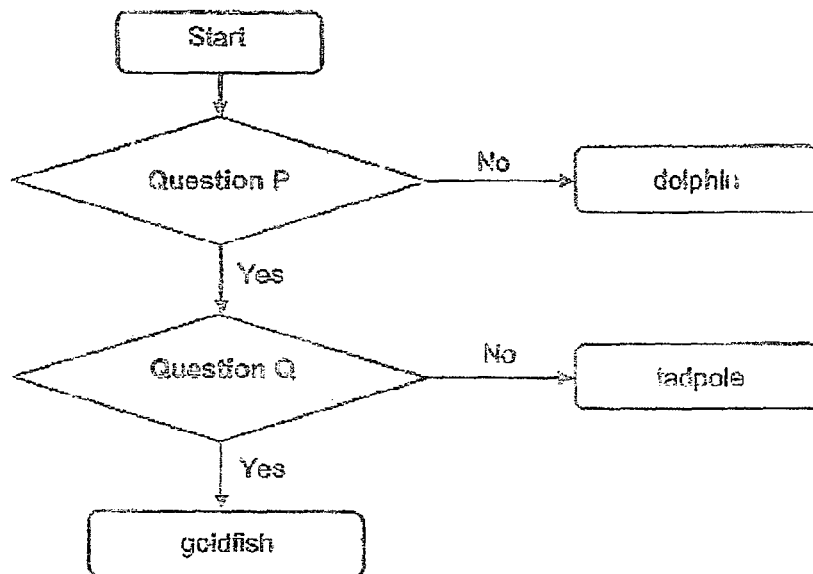 Start
Question P
No
dolphin
Yes
Question Q
No
tadpole
Yes
goldfish